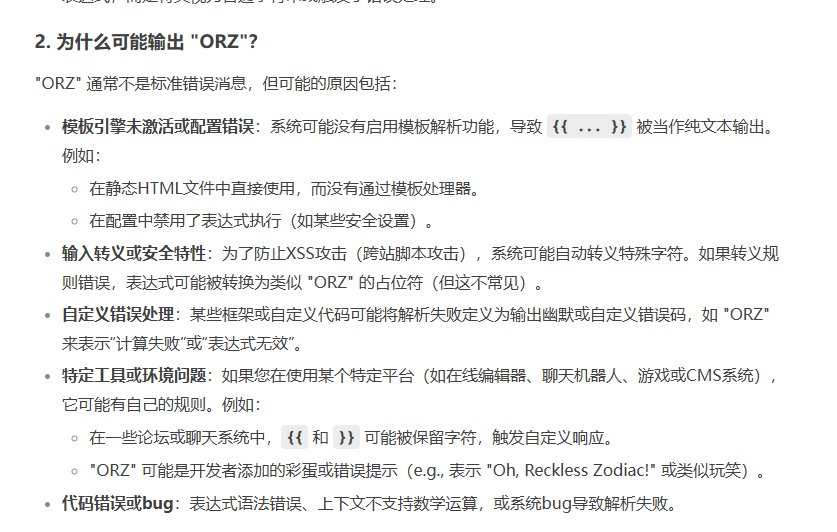 2. 为什么可能输出 "ORZ"?
"ORZ" 通常不是标准错误消息，但可能的原因包括：
模板引擎未激活或配置错误：系统可能没有启用模板解析功能，导致 {{ ... }} 被当作纯文本输出。
例如：
在静态HTML文件中直接使用，而没有通过模板处理器。
在配置中禁用了表达式执行（如某些安全设置）。
输入转义或安全特性：为了防止XSS攻击（跨站脚本攻击），系统可能自动转义特殊字符。如果转义规
则错误，表达式可能被转换为类似 "ORZ" 的占位符（但这不常见）。
自定义错误处理：某些框架或自定义代码可能将解析失败定义为输出幽默或自定义错误码，如 "ORZ"
来表示“计算失败”或“表达式无效”。
特定工具或环境问题：如果您在使用某个特定平台（如在线编辑器、聊天机器人、游戏或CMS系统），
它可能有自己的规则。例如：
在一些论坛或聊天系统中，{{ 和 }} 可能被保留字符，触发自定义响应。
"ORZ" 可能是开发者添加的彩蛋或错误提示（e.g., 表示 "Oh, Reckless Zodiac!" 或类似玩笑）。
代码错误或bug：表达式语法错误、上下文不支持数学运算，或系统bug导致解析失败。